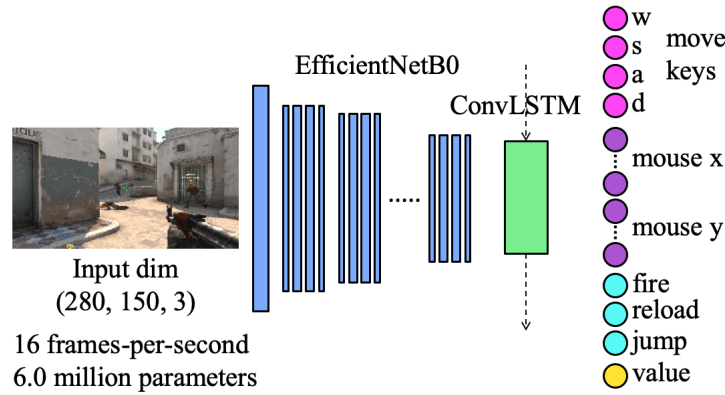 EfficientNetB0
ConvLSTM
Input dim
(280, 150, 3)
16 frames-per-second
6.0 million parameters
w
s
a
d
move
keys
mouse x
mouse y
fire
reload
jump
value